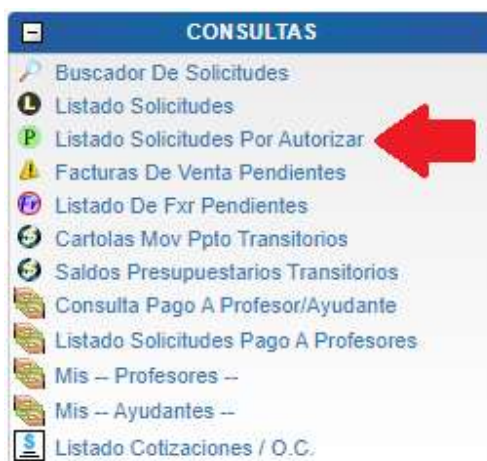 CONSULTAS
Buscador De Solicitudes
L Listado Solicitudes
P Listado Solicitudes Por Autorizar
Facturas De Venta Pendientes
Fr Listado De Fxr Pendientes
Cartolas Mov Ppto Transitorios
Saldos Presupuestarios Transitorios
Consulta Pago A Profesor/Ayudante
Listado Solicitudes Pago A Profesores
Mis -- Profesores --
Mis -- Ayudantes --
$ Listado Cotizaciones / O.C.